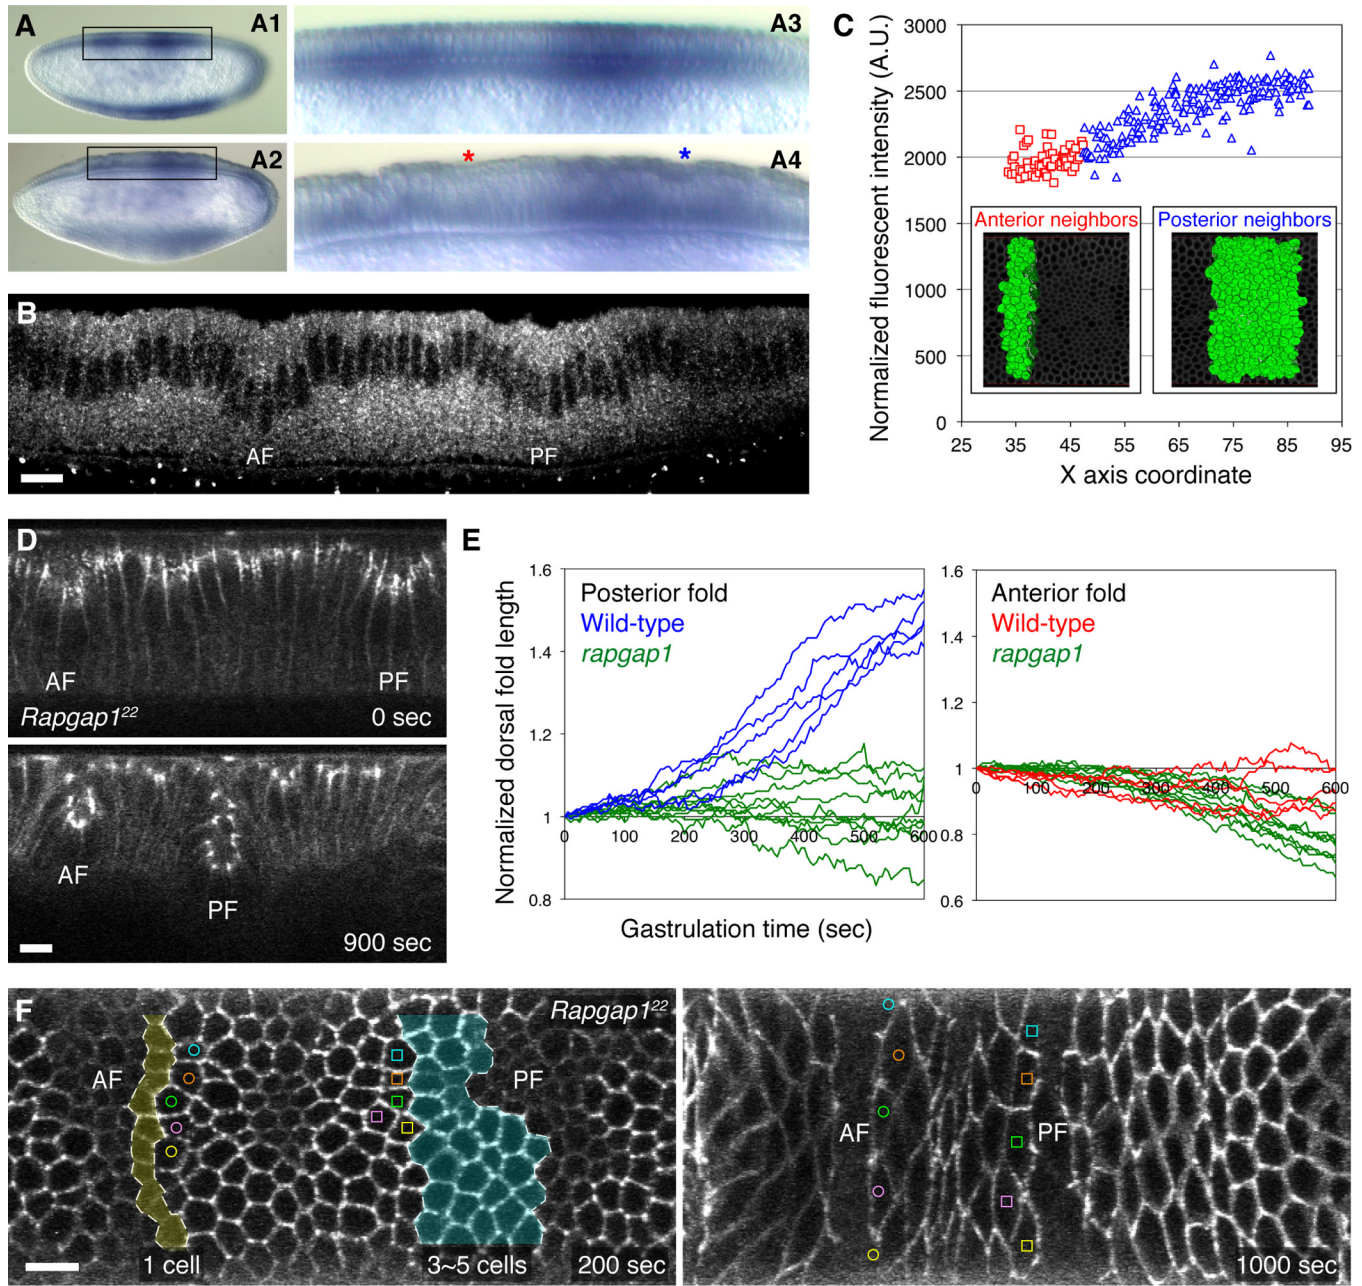 A
A1
A3
A2
* *
A4
B
AF
PF
C
Normalized fluorescent intensity (A.U.)
3000
2500
2000
1500
1000
500
0
Anterior neighbors
Posterior neighbors
25 35 45 55 65 75 85 95
X axis coordinate
D
AF
PF
Rapgap1²²
0 sec
AF
PF
900 sec
E
Normalized dorsal fold length
1.6
1.4
1.2
1
0.8
Posterior fold
Wild-type
rapgap1
0 100 200 300 400 500 600
1.6
1.4
1.2
1
0.8
0.6
Anterior fold
Wild-type
rapgap1
0 100 200 300 400 500 600
Gastrulation time (sec)
F
Rapgap1²²
AF
PF
1 cell
3~5 cells
200 sec
AF
PF
1000 sec